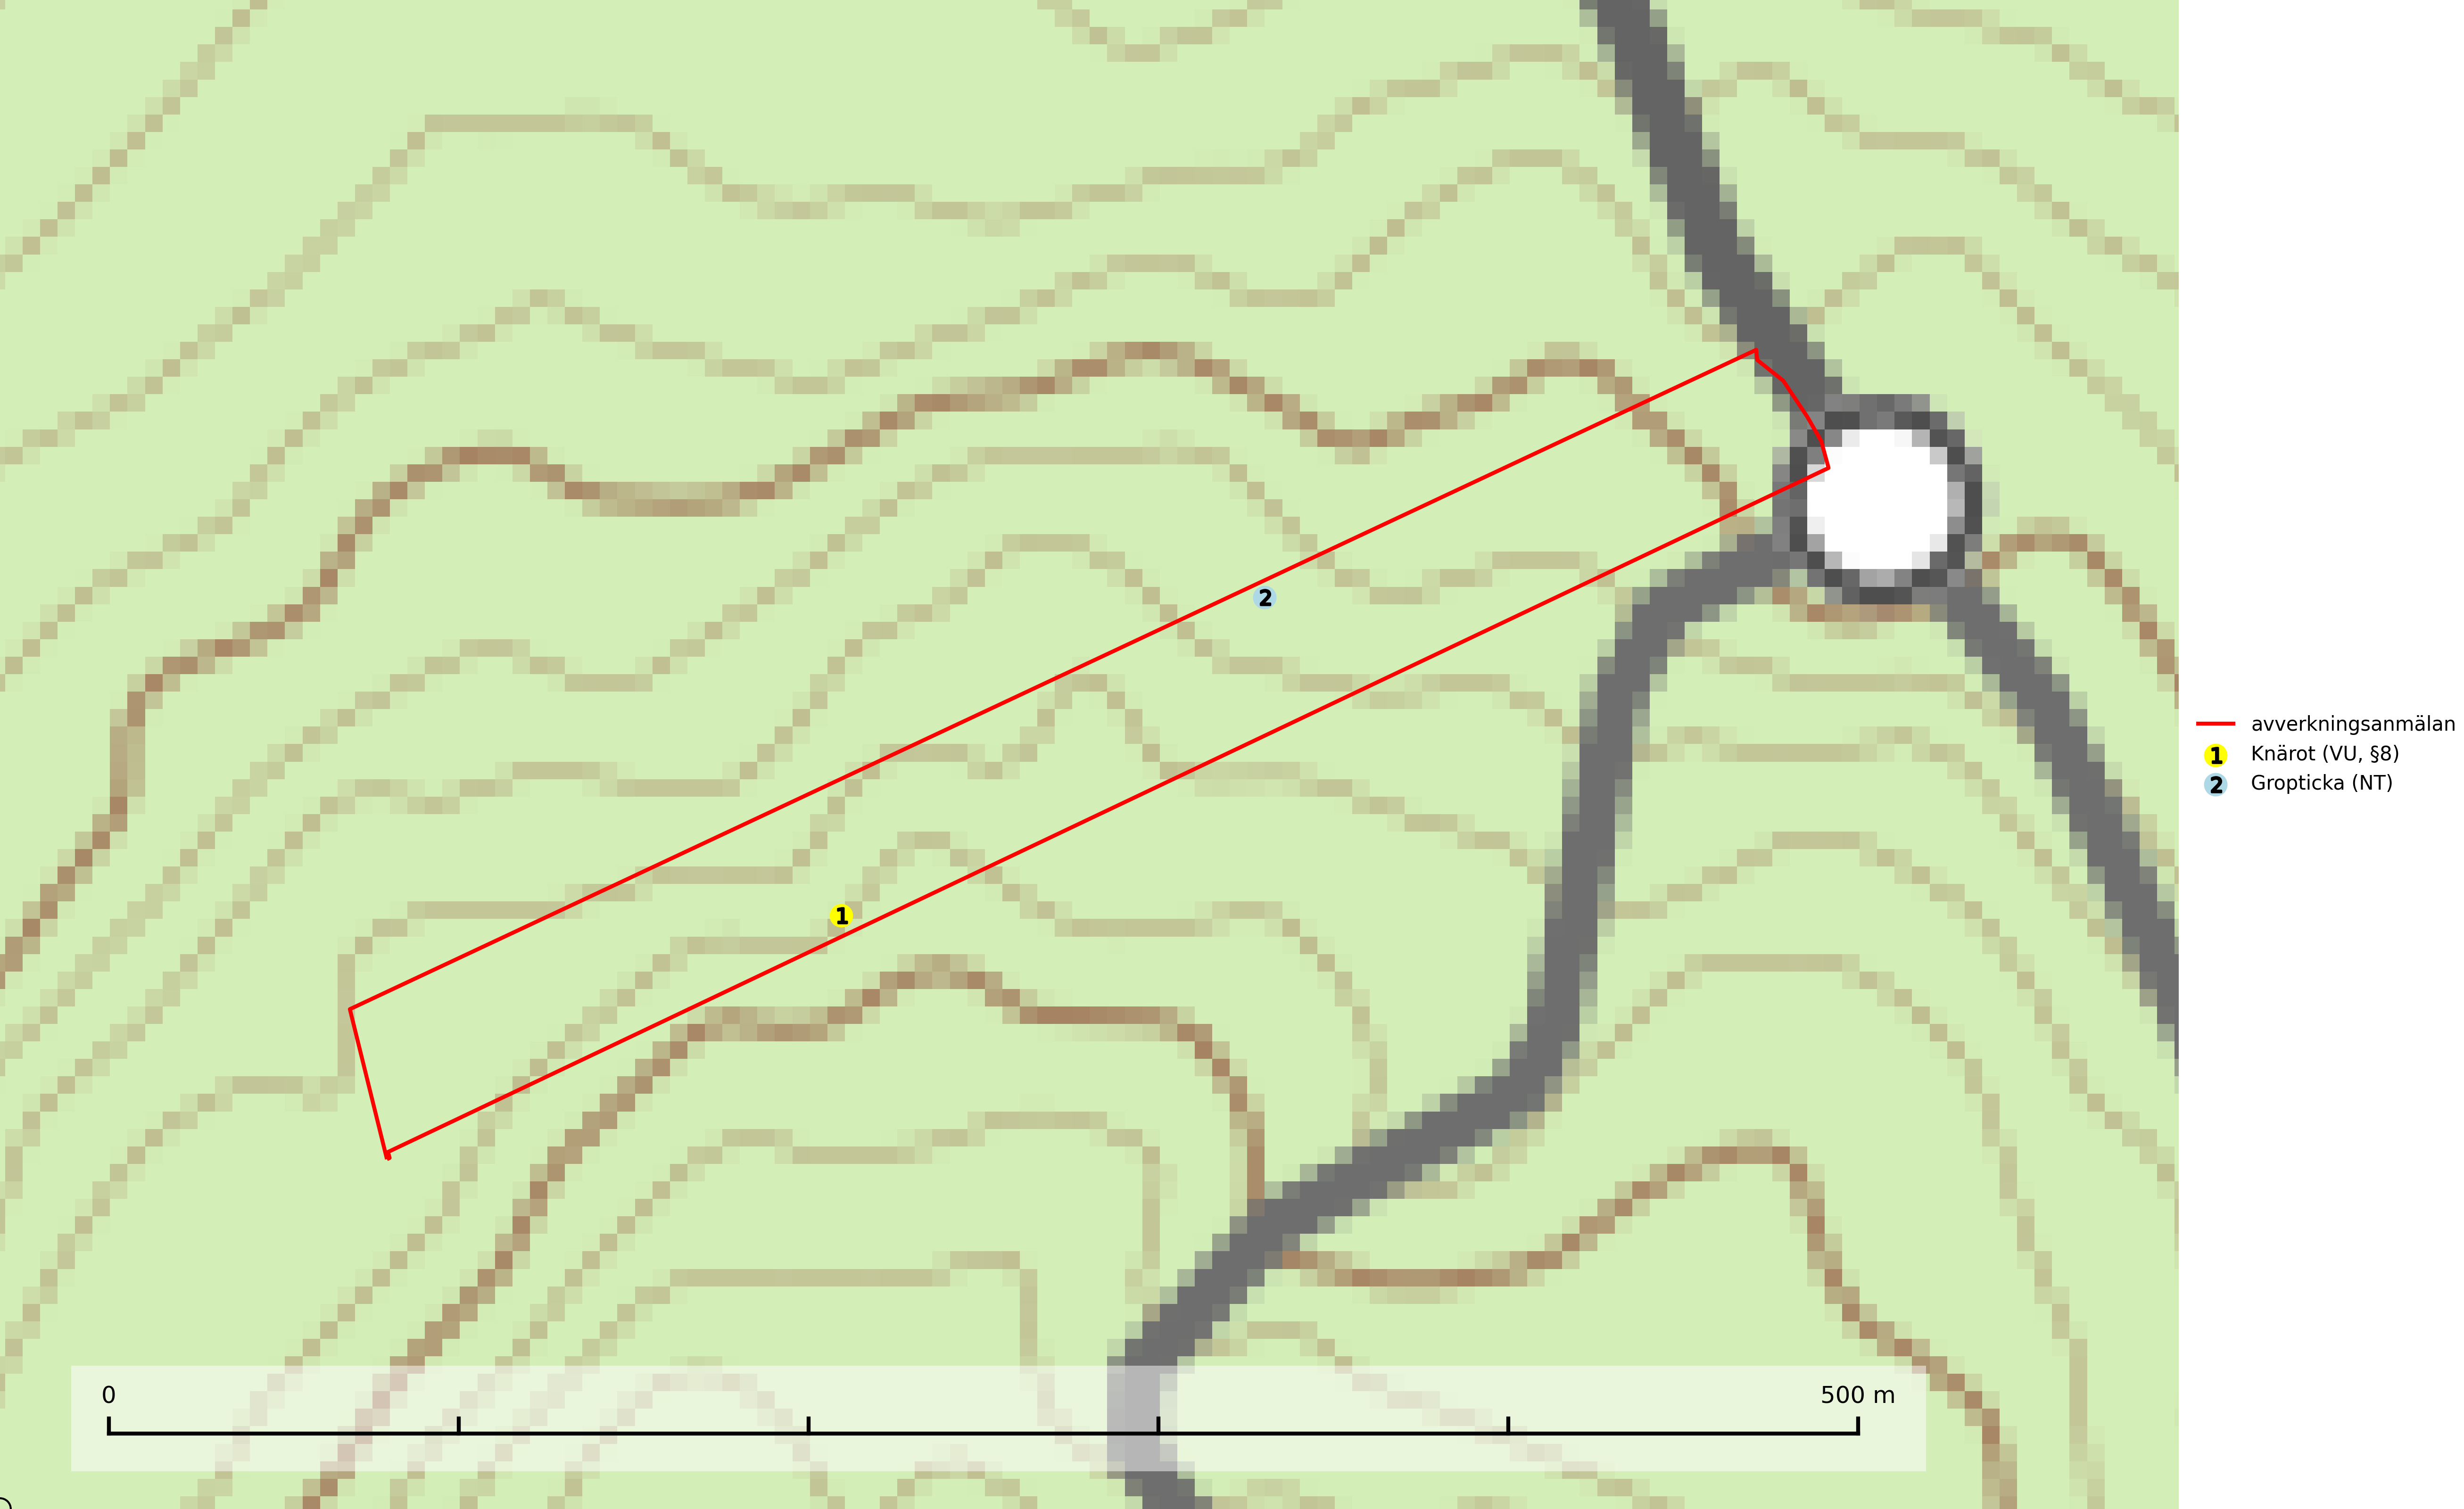 2
1
avverkningsanmälan
1 Knärot (VU, §8)
2 Gropticka (NT)
0 500 m